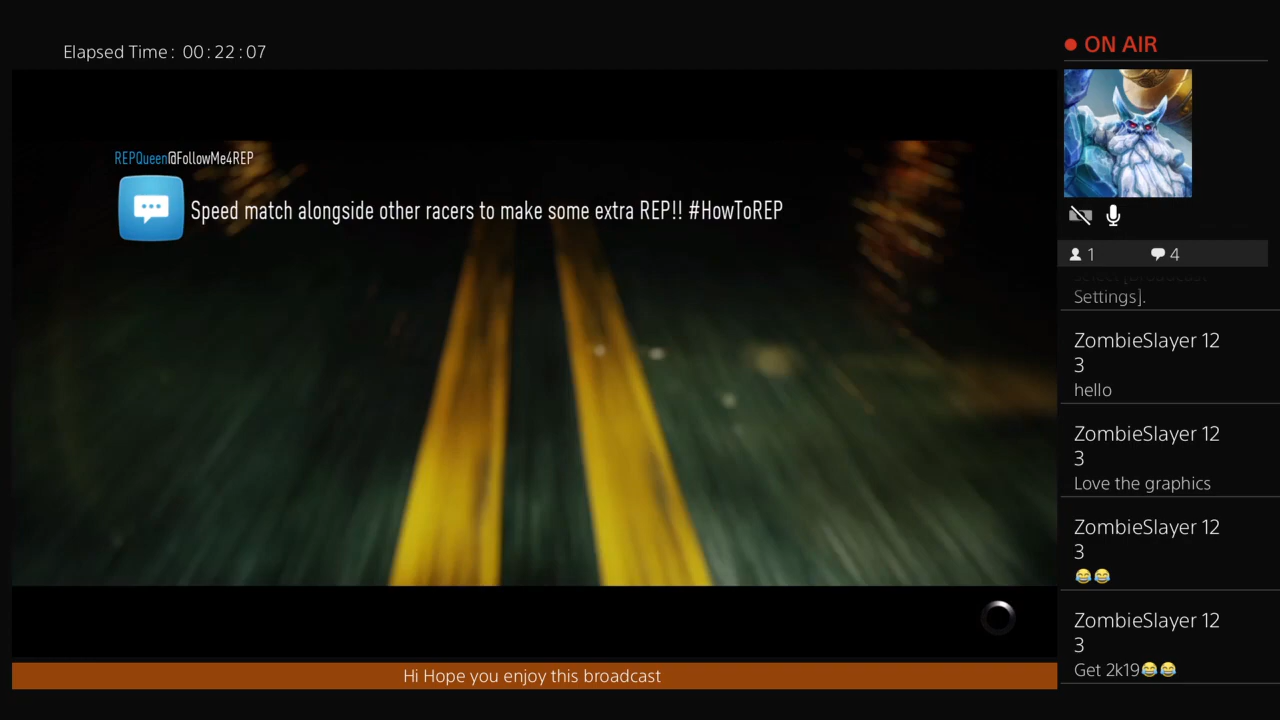 Elapsed Time: 00:22:07
ON AIR
REPQueen@FollowMe4REP
Speed match alongside other racers to make some extra REP!! #HowToREP
1 4
Settings].
ZombieSlayer 12
3
hello
ZombieSlayer 12
3
Love the graphics
ZombieSlayer 12
3
😂😂
ZombieSlayer 12
3
Get 2k19😂😂
Hi Hope you enjoy this broadcast